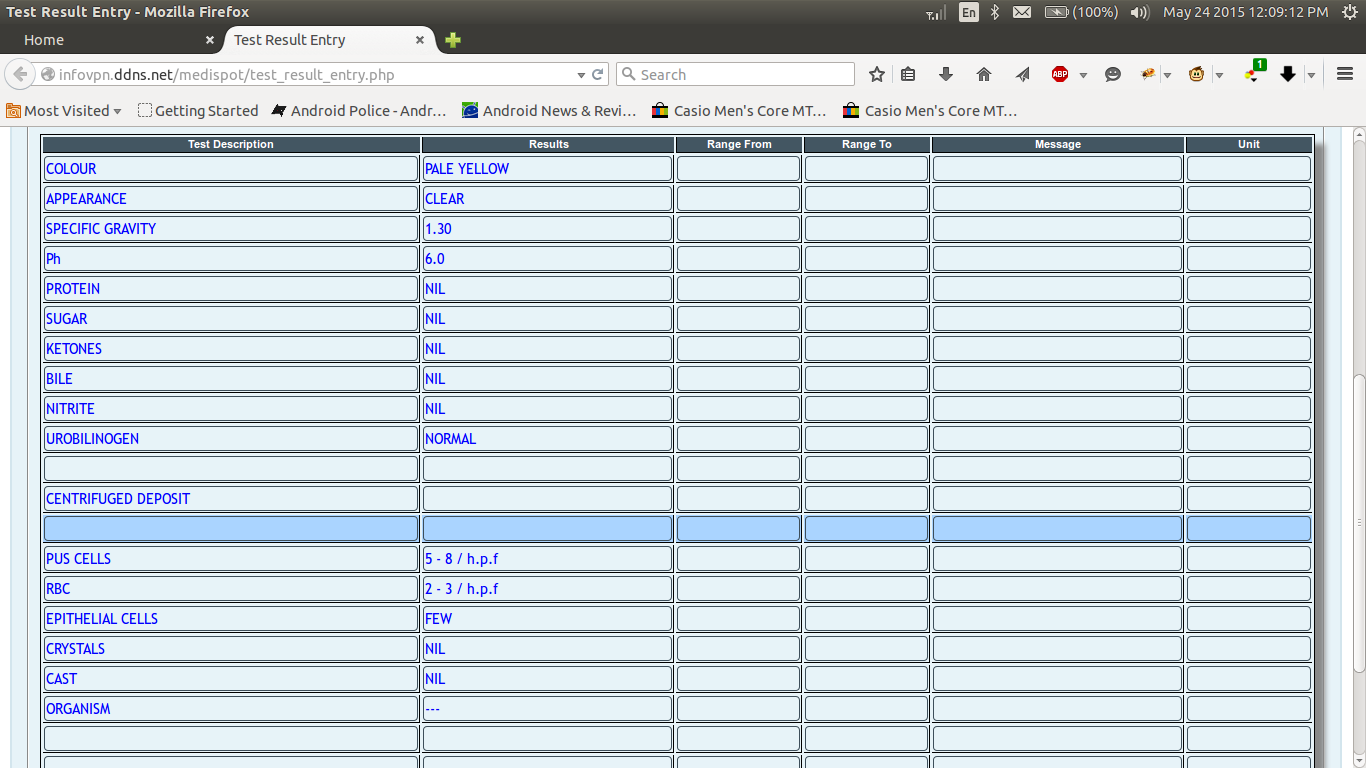 Test Result Entry - Mozilla Firefox
En (100%) May 24 2015 12:09:12 PM
Home Test Result Entry
infovpn.ddns.net/medispot/test_result_entry.php Search ABP 1
Most Visited Getting Started Android Police - Andr... Android News & Revi... Casio Men's Core MT... Casio Men's Core MT...
Test Description Results Range From Range To Message Unit
COLOUR PALE YELLOW
APPEARANCE CLEAR
SPECIFIC GRAVITY 1.30
Ph 6.0
PROTEIN NIL
SUGAR NIL
KETONES NIL
BILE NIL
NITRITE NIL
UROBILINOGEN NORMAL
CENTRIFUGED DEPOSIT
PUS CELLS 5 - 8 / h.p.f
RBC 2 - 3 / h.p.f
EPITHELIAL CELLS FEW
CRYSTALS NIL
CAST NIL
ORGANISM ---